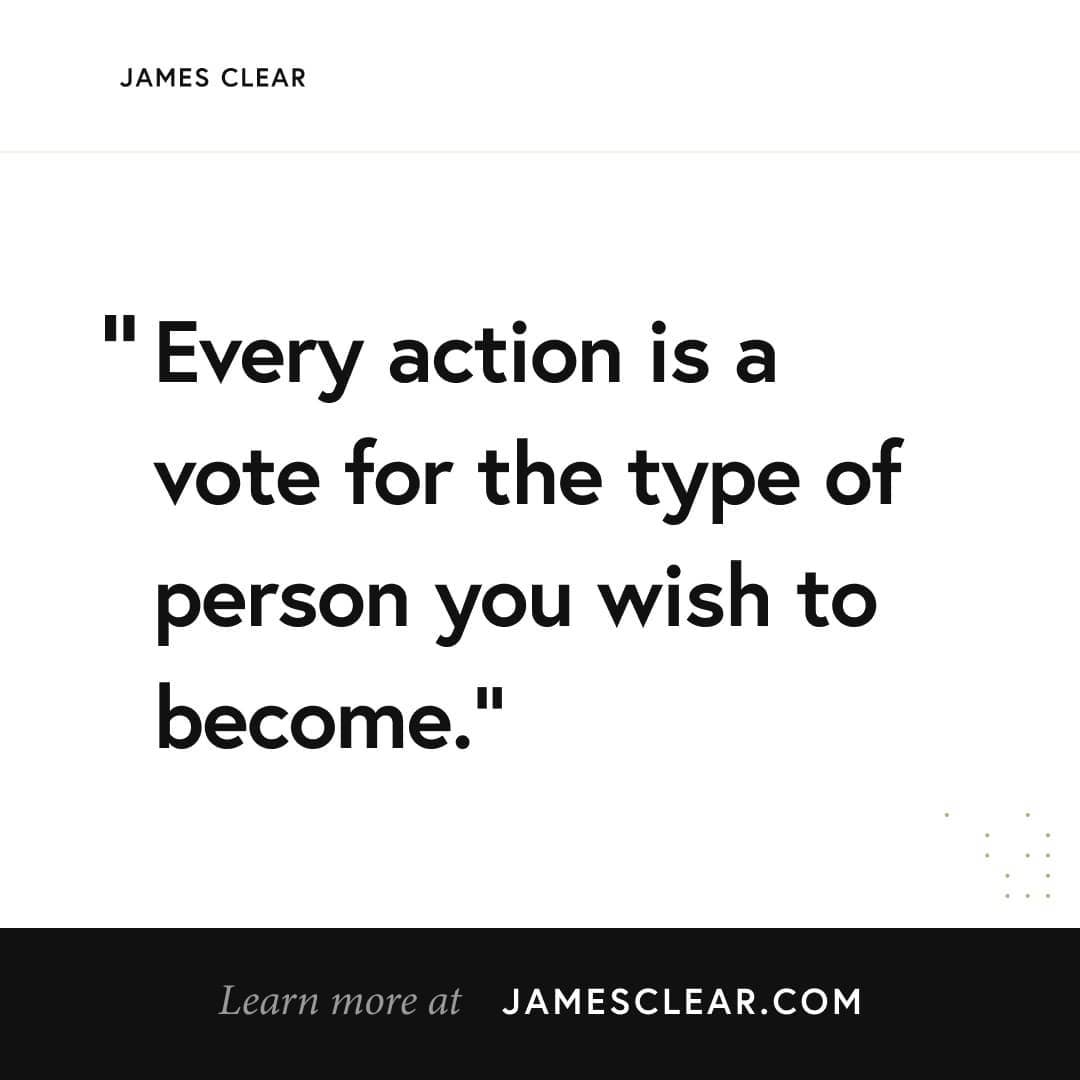 JAMES CLEAR
"Every action is a
vote for the type of
person you wish to
become."
Learn more at JAMESCLEAR.COM